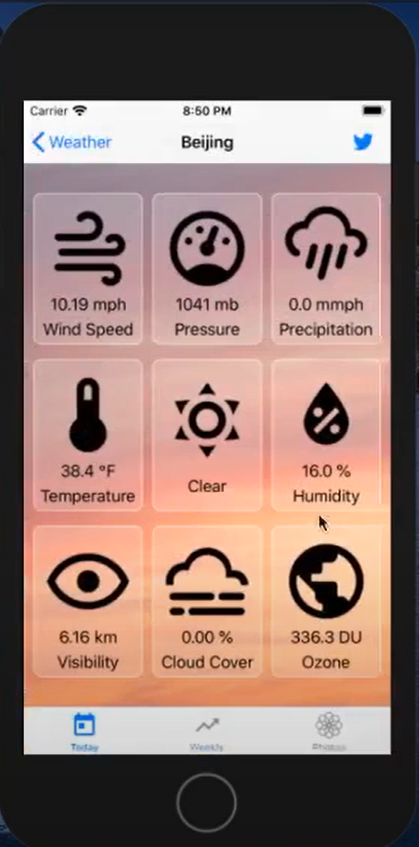 Carrier 8:50 PM
Weather Beijing
10.19 mph 1041 mb 0.0 mmph
Wind Speed Pressure Precipitation
38.4 °F 16.0 %
Temperature Clear Humidity
6.16 km 0.00 % 336.3 DU
Visibility Cloud Cover Ozone
Today Weekly Photos